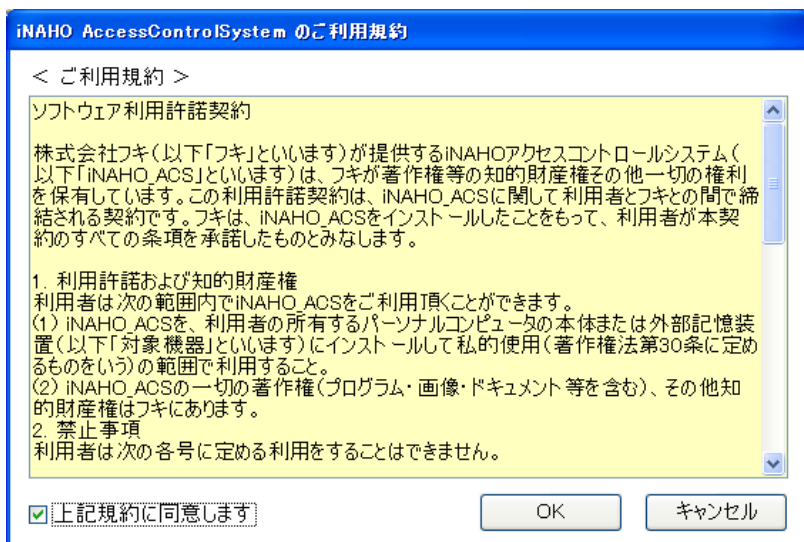 iNAHO AccessControlSystem のご利用規約
＜ ご利用規約 ＞
ソフトウェア利用許諾契約
株式会社フキ(以下「フキ」といいます)が提供するiNAHOアクセスコントロールシステム(
以下「iNAHO_ACS」といいます)は、フキが著作権等の知的財産権その他一切の権利
を保有しています。この利用許諾契約は、iNAHO_ACSに関して利用者とフキとの間で締
結される契約です。フキは、iNAHO_ACSをインストールしたことをもって、利用者が本契
約のすべての条項を承諾したものとみなします。
1. 利用許諾および知的財産権
利用者は次の範囲内でiNAHO_ACSをご利用頂くことができます。
(1) iNAHO_ACSを、利用者の所有するパーソナルコンピュータの本体または外部記憶装
置(以下「対象機器」といいます)にインストールして私的使用(著作権法第30条に定め
るものをいう)の範囲で利用すること。
(2) iNAHO_ACSの一切の著作権(プログラム・画像・ドキュメント等を含む)、その他知
的財産権はフキにあります。
2. 禁止事項
利用者は次の各号に定める利用をすることはできません。
上記規約に同意します
OK
キャンセル